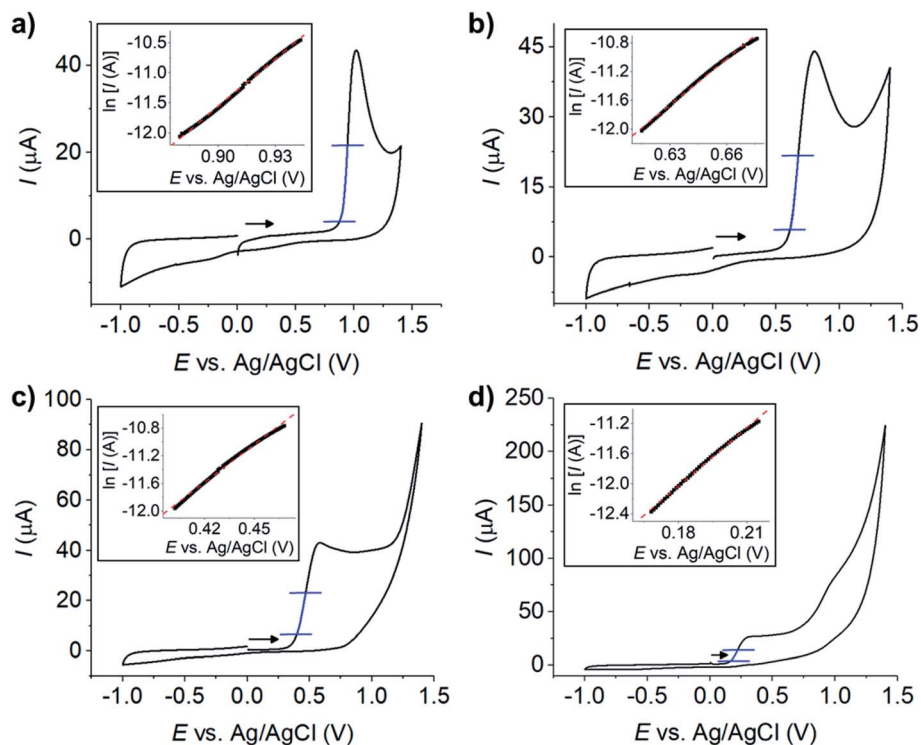 a)
40
20
0
I (μA)
-10.5
-11.0
-11.5
-12.0
ln [I (A)]
0.90 0.93
E vs. Ag/AgCl (V)
-1.0 -0.5 0.0 0.5 1.0 1.5
E vs. Ag/AgCl (V)
b)
45
30
15
0
I (μA)
-10.8
-11.4
-12.0
ln [I (A)]
0.63 0.66
E vs. Ag/AgCl (V)
-1.0 -0.5 0.0 0.5 1.0 1.5
E vs. Ag/AgCl (V)
c)
100
80
60
40
20
0
I (μA)
-10.8
-11.4
-12.0
ln [I (A)]
0.42 0.45
E vs. Ag/AgCl (V)
-1.0 -0.5 0.0 0.5 1.0 1.5
E vs. Ag/AgCl (V)
d)
250
200
150
100
50
0
I (μA)
-11.2
-11.6
-12.0
-12.4
ln [I (A)]
0.18 0.21
E vs. Ag/AgCl (V)
-1.0 -0.5 0.0 0.5 1.0 1.5
E vs. Ag/AgCl (V)